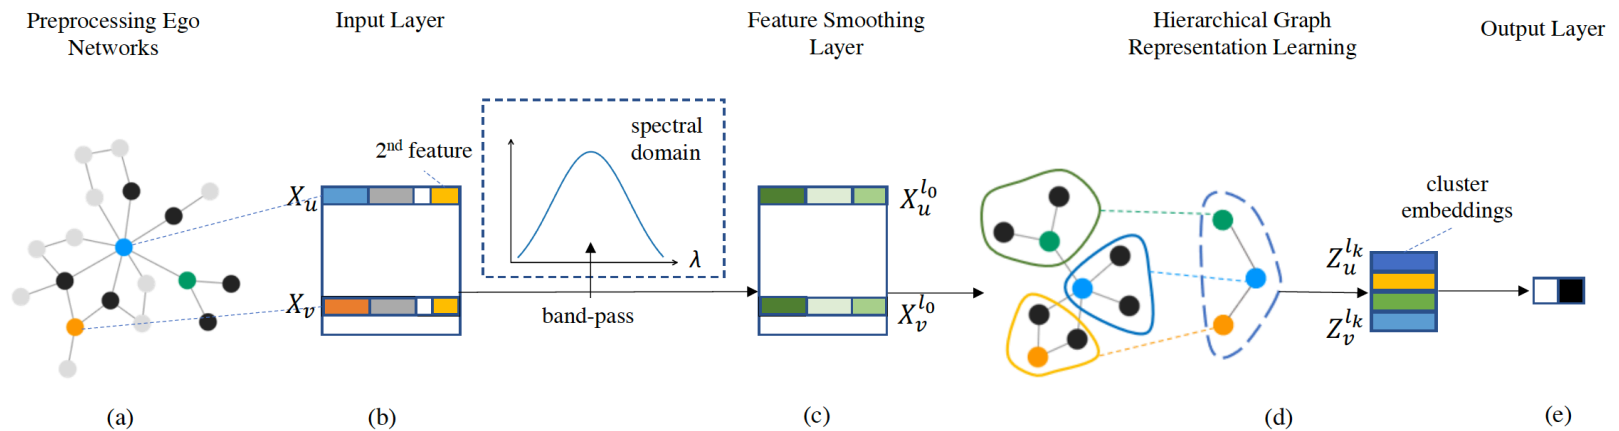 Preprocessing Ego
Networks
Input Layer
Feature Smoothing
Layer
Hierarchical Graph
Representation Learning
Output Layer
2nd feature
spectral
domain
λ
band-pass
X_u
X_v
X_u^{l_0}
X_v^{l_0}
cluster
embeddings
Z_u^{l_k}
Z_v^{l_k}
(a)
(b)
(c)
(d)
(e)